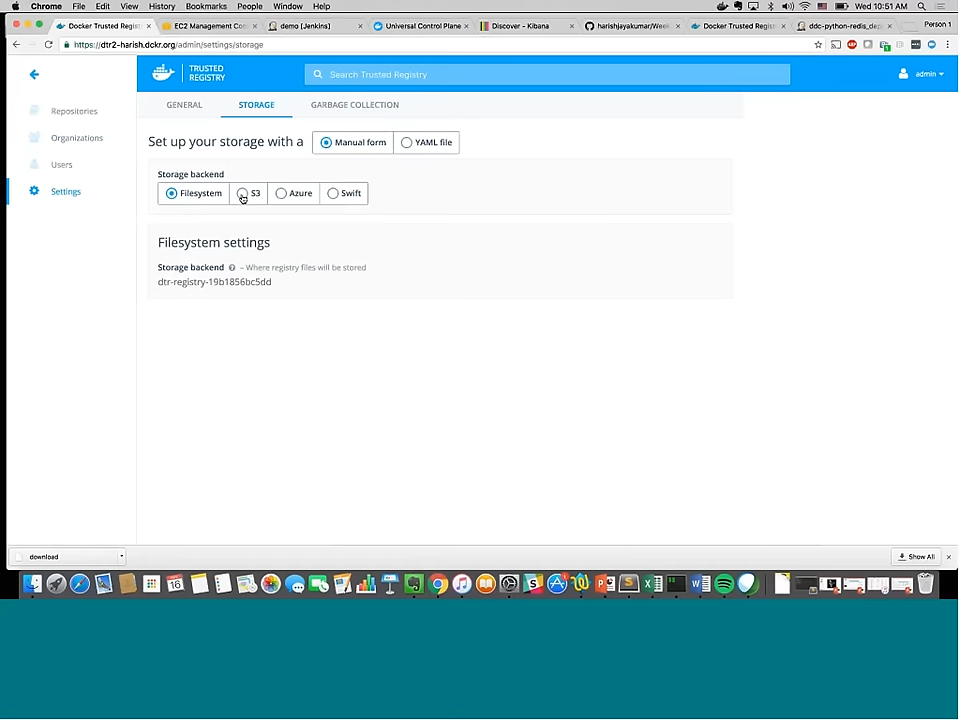 Chrome File Edit View History Bookmarks People Window Help Wed 10:51 AM
Docker Trusted Regist EC2 Management Con demo [Jenkins] Universal Control Plane Discover - Kibana harishjayakumar/Wee Docker Trusted Regist ddc-python-redis_de Person 1
https://dtr2-harish.dckr.org/admin/settings/storage
TRUSTED
REGISTRY
Search Trusted Registry
admin
Repositories
Organizations
Users
Settings
GENERAL STORAGE GARBAGE COLLECTION
Set up your storage with a Manual form YAML file
Storage backend
Filesystem S3 Azure Swift
Filesystem settings
Storage backend – Where registry files will be stored
dtr-registry-19b1856bc5dd
download Show All